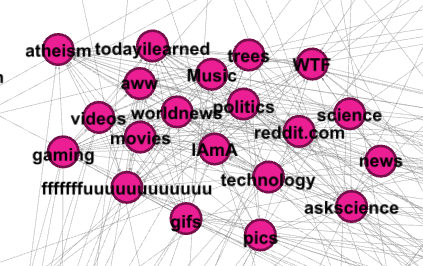 atheism
todayilearned
trees
WTF
aww
Music
videos
worldnews
politics
science
movies
reddit.com
gaming
IAmA
news
technology
fffffffuuuuuuuuuuuu
askscience
gifs
pics